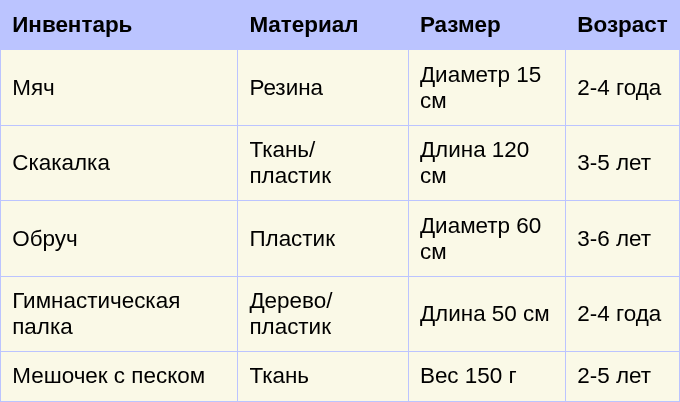 Инвентарь Материал Размер Возраст
Мяч Резина Диаметр 15 см 2-4 года
Скакалка Ткань/пластик Длина 120 см 3-5 лет
Обруч Пластик Диаметр 60 см 3-6 лет
Гимнастическая палка Дерево/пластик Длина 50 см 2-4 года
Мешочек с песком Ткань Вес 150 г 2-5 лет